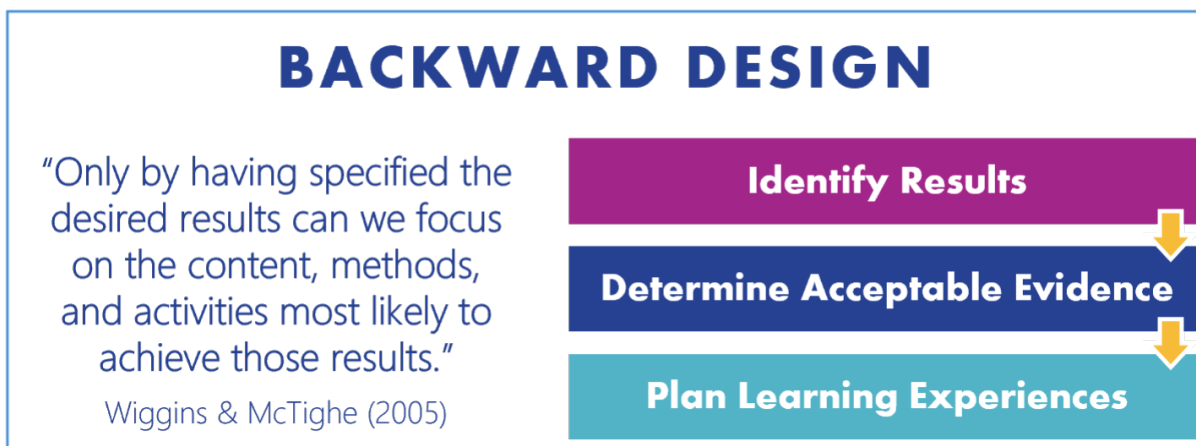 BACKWARD DESIGN
“Only by having specified the
desired results can we focus
on the content, methods,
and activities most likely to
achieve those results.”
Wiggins & McTighe (2005)
Identify Results
Determine Acceptable Evidence
Plan Learning Experiences